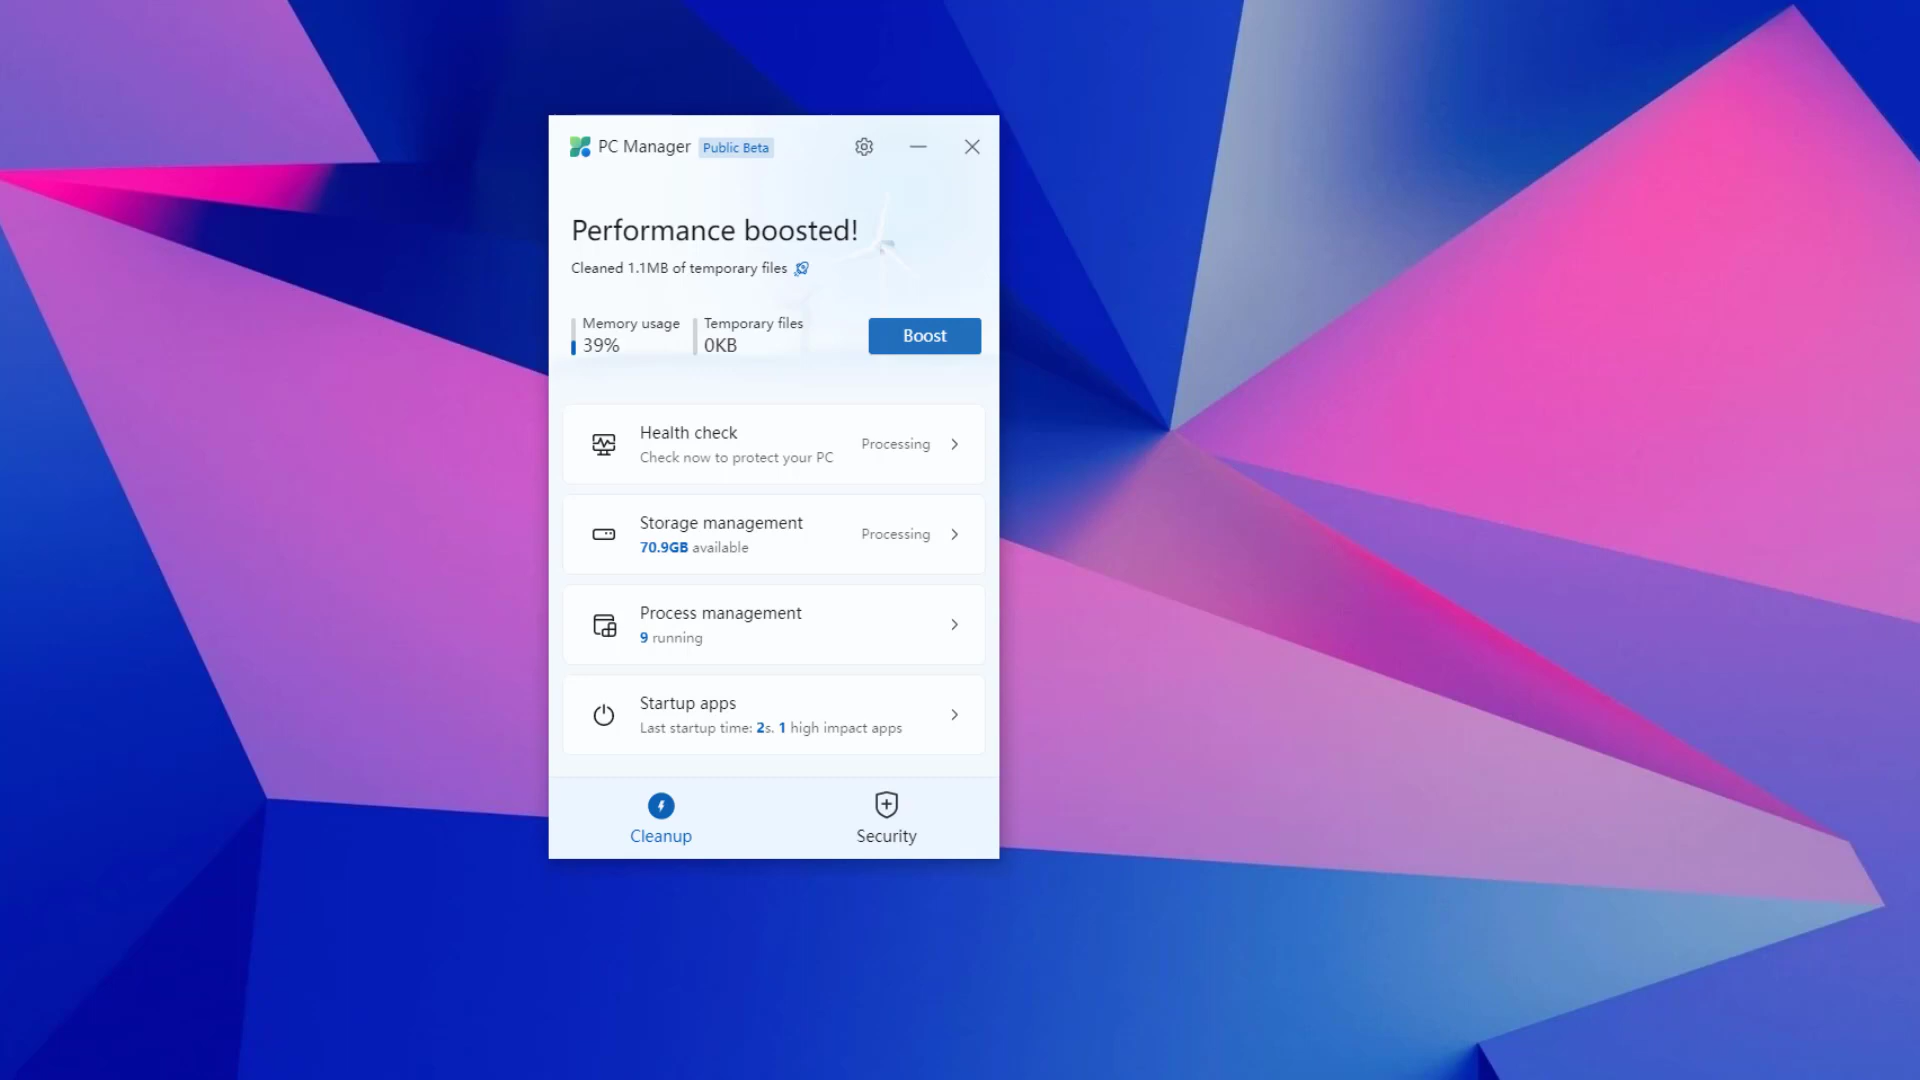 PC Manager Public Beta
Performance boosted!
Cleaned 1.1MB of temporary files
Memory usage
39%
Temporary files
0KB
Boost
Health check
Check now to protect your PC
Processing
Storage management
70.9GB available
Processing
Process management
9 running
Startup apps
Last startup time: 2s. 1 high impact apps
Cleanup
Security